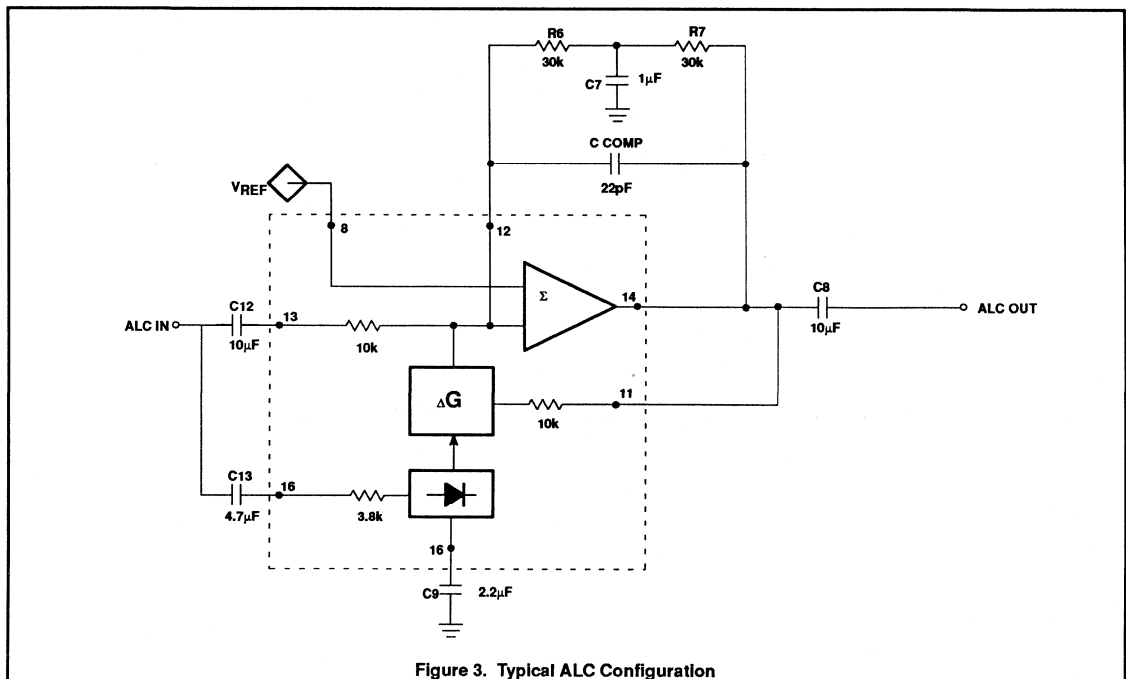 R6
30k
R7
30k
C7
1µF
C COMP
22pF
VREF
8
12
Σ
14
C8
10µF
ALC OUT
ALC IN
C12
10µF
13
10k
ΔG
11
10k
C13
4.7µF
16
3.8k
16
C9
2.2µF
Figure 3. Typical ALC Configuration